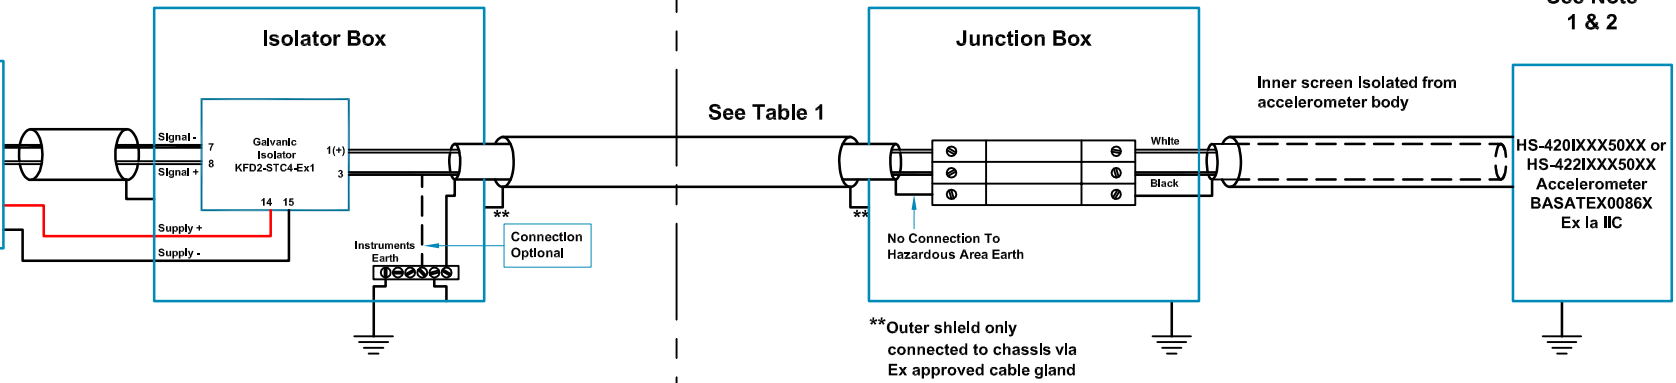 Isolator Box
Junction Box
See Note
1 & 2
See Table 1
Inner screen Isolated from
accelerometer body
Signal -
7
8
Signal +
Galvanic
Isolator
KFD2-STC4-Ex1
1(+)
3
14 15
Supply +
Supply -
Instruments
Earth
**
Connection
Optional
**
White
Black
No Connection To
Hazardous Area Earth
HS-420IXXX50XX or
HS-422IXXX50XX
Accelerometer
BASATEX0086X
Ex Ia IIC
**Outer shield only
connected to chassis via
Ex approved cable gland